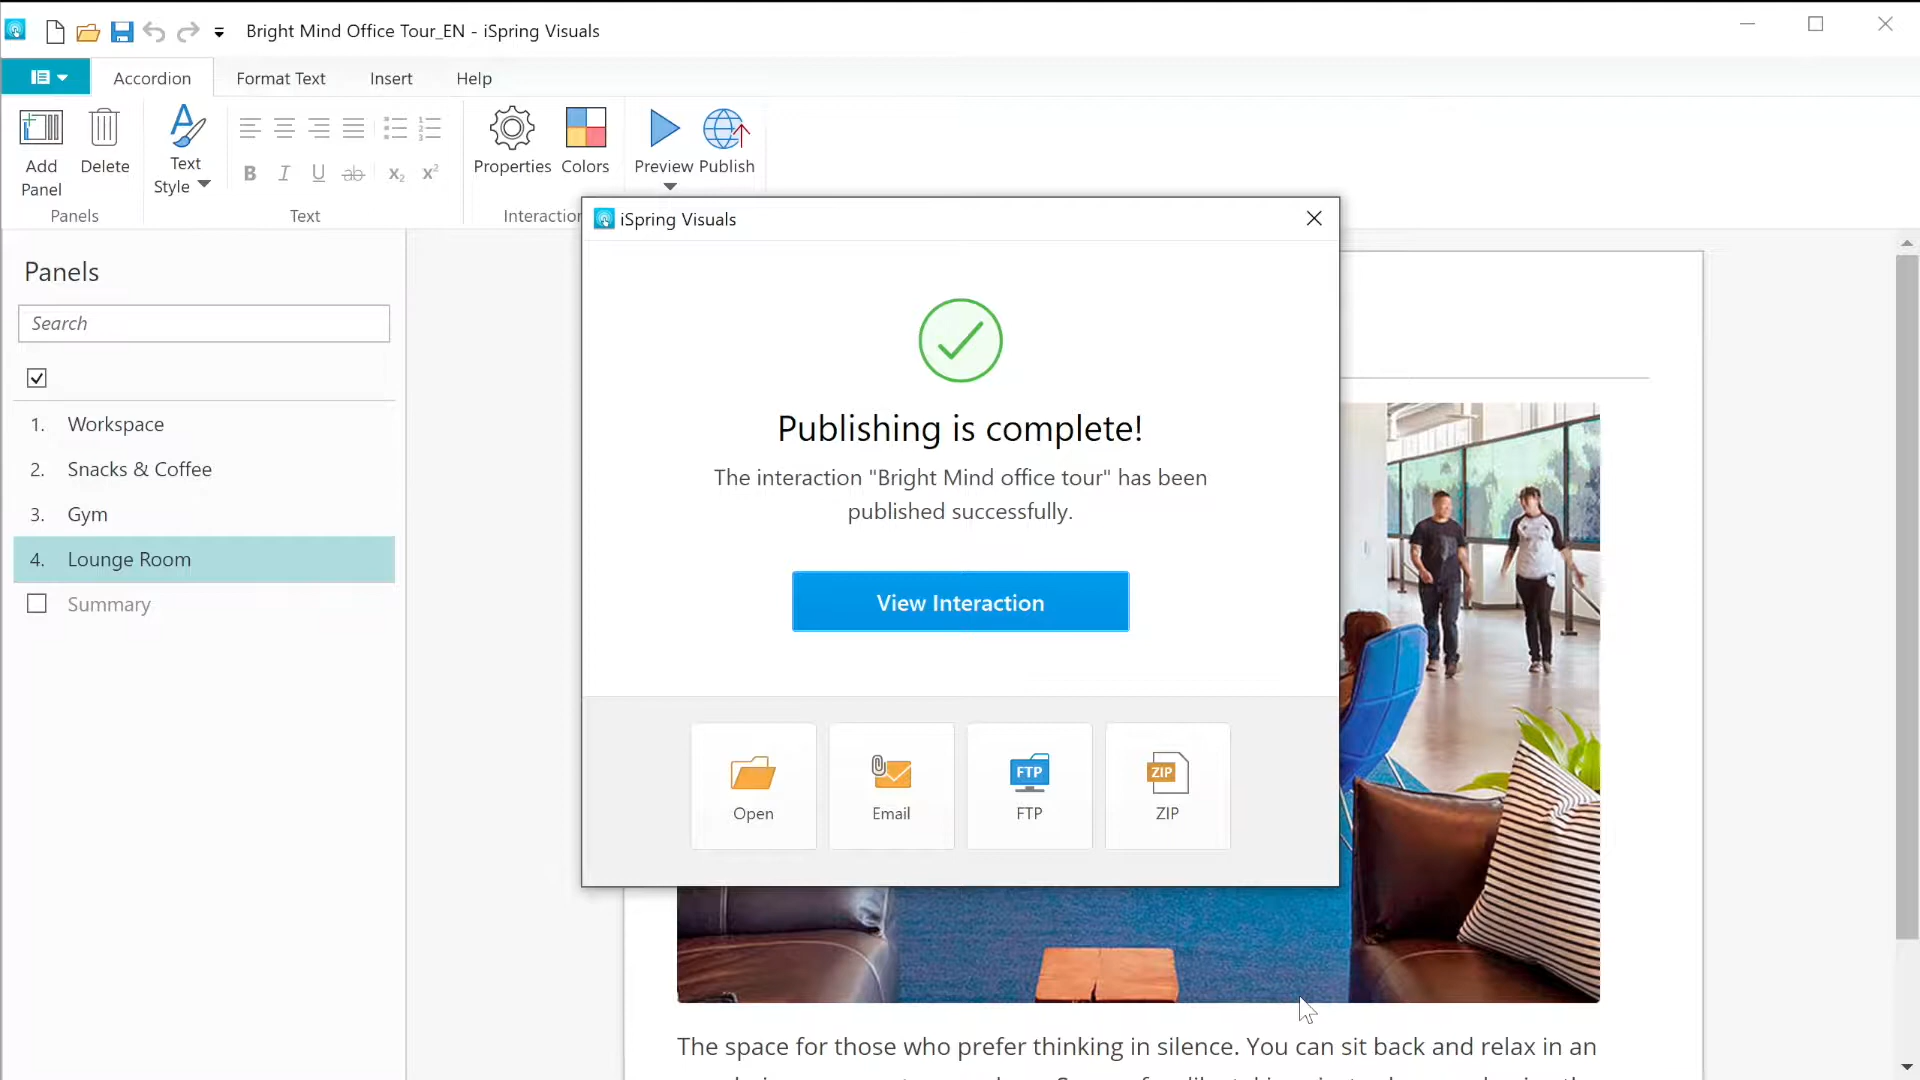 Bright Mind Office Tour_EN - iSpring Visuals
Accordion Format Text Insert Help
Add Panel
Delete
Text Style
B I U ab x₂ x²
Properties Colors
Preview Publish
Panels Text
iSpring Visuals
Panels
Search
1. Workspace
2. Snacks & Coffee
3. Gym
4. Lounge Room
Summary
Publishing is complete!
The interaction "Bright Mind office tour" has been
published successfully.
View Interaction
Open
Email
FTP
FTP
ZIP
ZIP
The space for those who prefer thinking in silence. You can sit back and relax in an